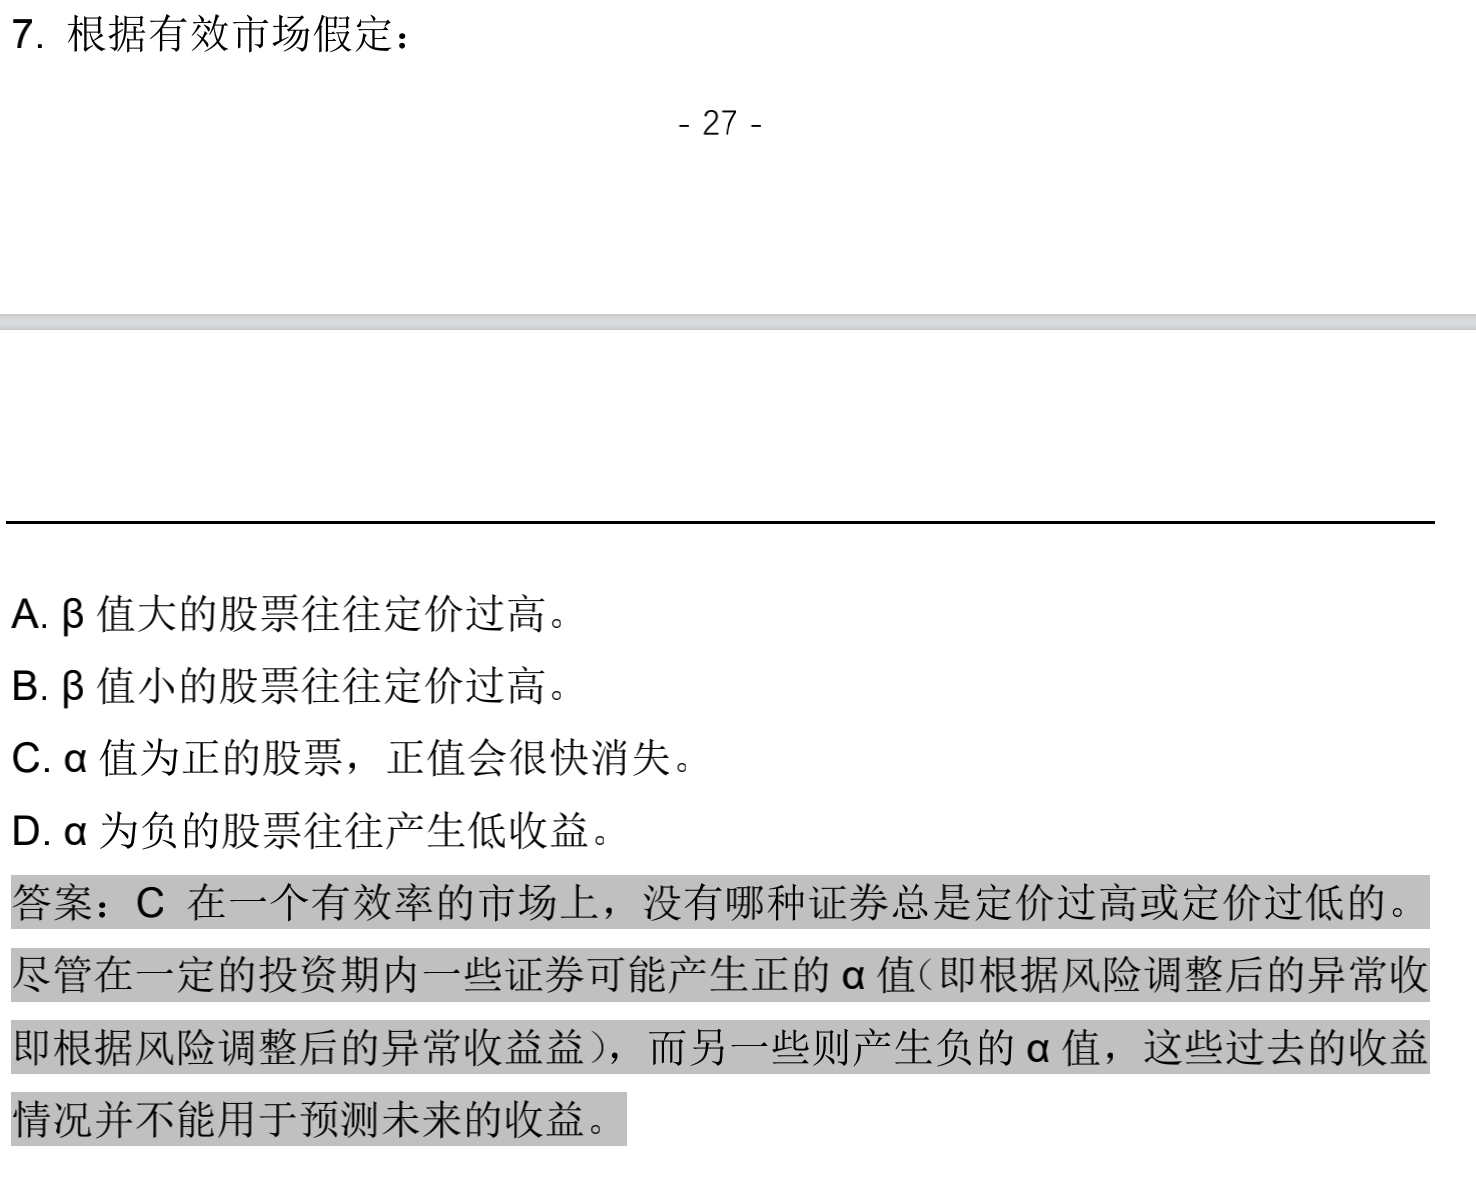 7. 根据有效市场假定：
- 27 -
A. β 值大的股票往往定价过高。
B. β 值小的股票往往定价过高。
C. α 值为正的股票，正值会很快消失。
D. α 为负的股票往往产生低收益。
答案：C 在一个有效率的市场上，没有哪种证券总是定价过高或定价过低的。
尽管在一定的投资期内一些证券可能产生正的 α 值（即根据风险调整后的异常收
即根据风险调整后的异常收益益），而另一些则产生负的 α 值，这些过去的收益
情况并不能用于预测未来的收益。